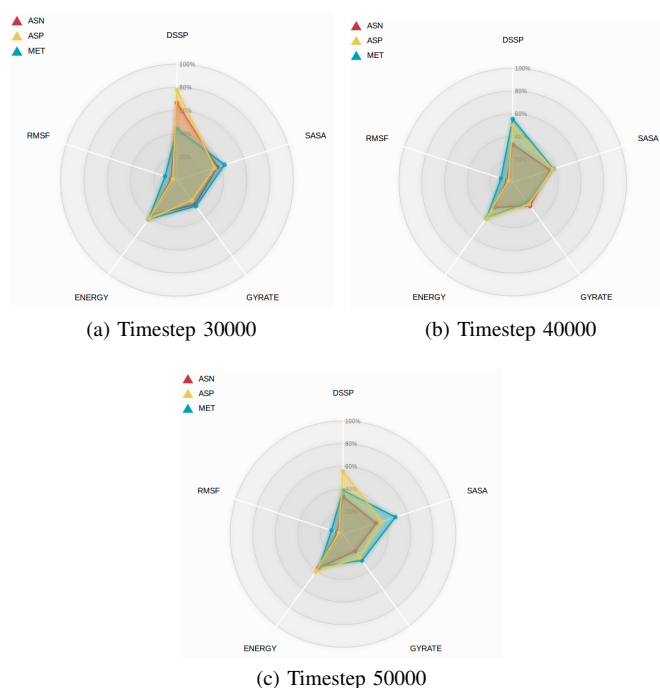 ASN
ASP
MET
DSSP
100%
80%
20%
RMSF
SASA
ENERGY
GYRATE
(a) Timestep 30000
ASN
ASP
MET
DSSP
100%
80%
60%
20%
RMSF
SASA
ENERGY
GYRATE
(b) Timestep 40000
ASN
ASP
MET
DSSP
100%
80%
60%
RMSF
SASA
ENERGY
GYRATE
(c) Timestep 50000